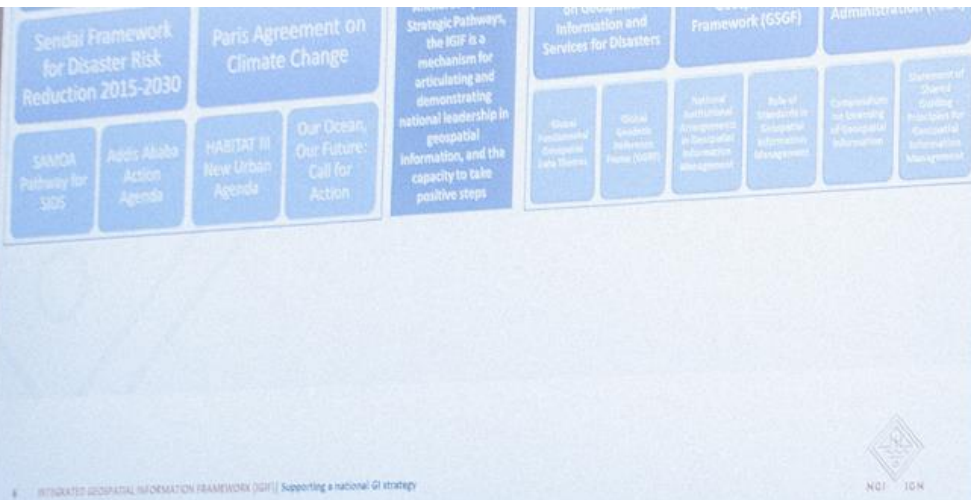 Sendai Framework
for Disaster Risk
Reduction 2015-2030
Paris Agreement on
Climate Change
SAMOA
Pathway for
SIDS
Addis Ababa
Action
Agenda
HABITAT III
New Urban
Agenda
Our Ocean,
Our Future:
Call for
Action
Strategic Pathways,
the IGIF is a
mechanism for
articulating and
demonstrating
national leadership in
geospatial
information, and the
capacity to take
positive steps
Information and
Services for Disasters
Framework (GSGF)
Global
Fundamental
Geospatial
Data Themes
Global
Geodetic
Reference
Frame (GGRF)
National
Institutional
Arrangements
in Geospatial
Information
Management
Role of
Standards in
Geospatial
Information
Management
Compendium
on Licensing
of Geospatial
Information
Statement of
Shared
Guiding
Principles for
Geospatial
Information
Management
INTEGRATED GEOSPATIAL INFORMATION FRAMEWORK (IGIF) | Supporting a national GI strategy
NGI IGN